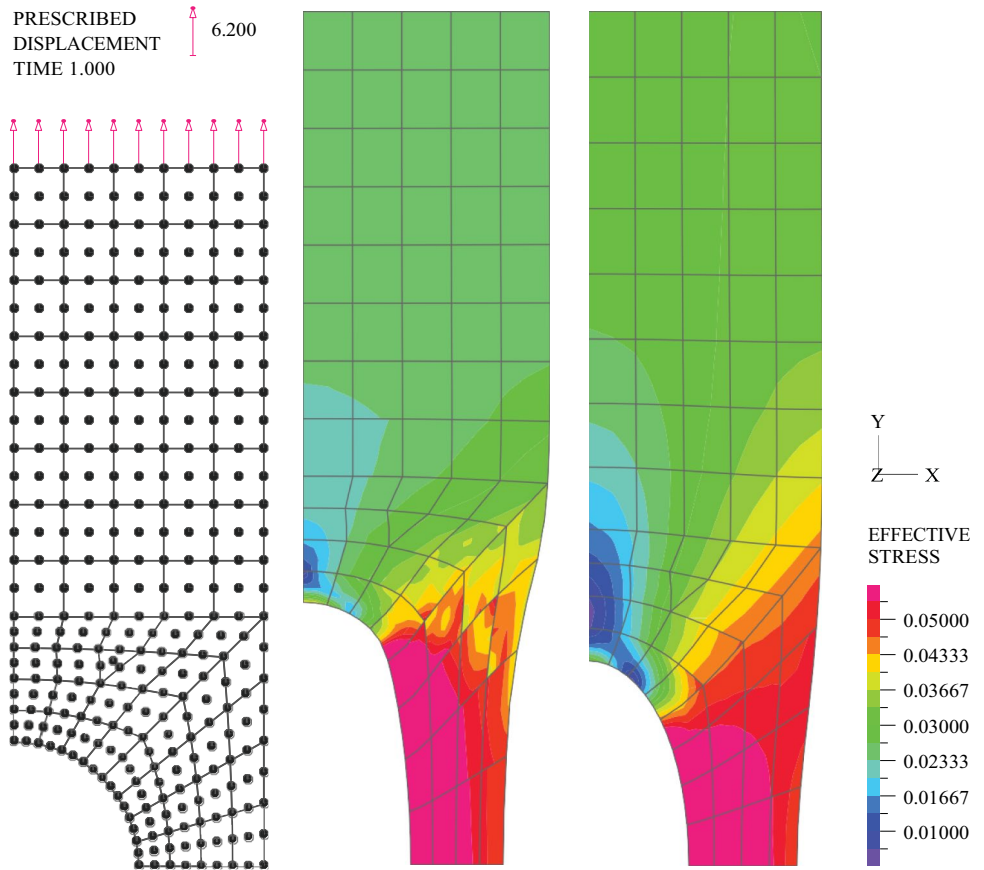 PRESCRIBED
DISPLACEMENT
TIME 1.000
6.200
Y
Z X
EFFECTIVE
STRESS
0.05000
0.04333
0.03667
0.03000
0.02333
0.01667
0.01000